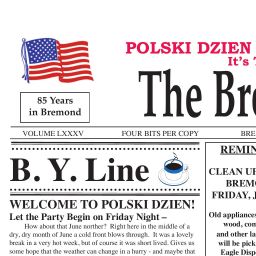 POLSKI DZIEN
It's
The Bre
85 Years
in Bremond
VOLUME LXXXV FOUR BITS PER COPY BRE
B. Y. Line
WELCOME TO POLSKI DZIEN!
Let the Party Begin on Friday Night –
How about that June norther? Right here in the middle of a
dry, dry month of June a cold front blows through. It was a lovely
break in a very hot week, but of course it was short lived. Gives us
some hope that the weather can change in a hurry - and maybe that
REMIN
CLEAN U
BREMO
FRIDAY, J
Old appliances
wood, con
and other la
will be pick
Eagle Dispo